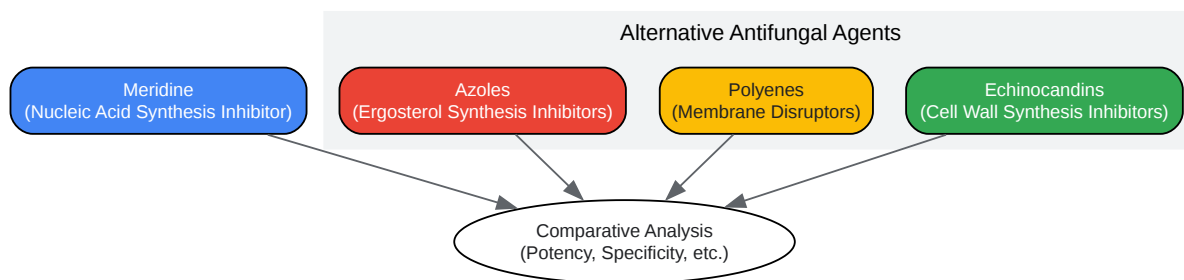 Alternative Antifungal Agents
Meridine
(Nucleic Acid Synthesis Inhibitor)
Azoles
(Ergosterol Synthesis Inhibitors)
Polyenes
(Membrane Disruptors)
Echinocandins
(Cell Wall Synthesis Inhibitors)
Comparative Analysis
(Potency, Specificity, etc.)